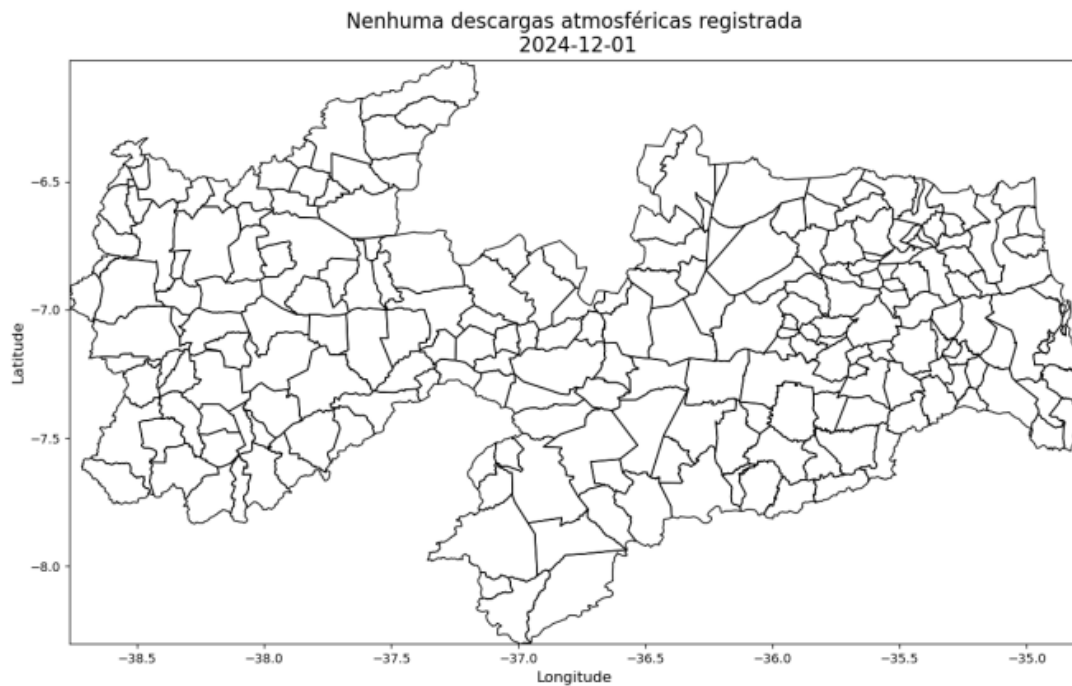 Nenhuma descargas atmosféricas registrada
2024-12-01
Latitude
−6.5
−7.0
−7.5
−8.0
−38.5 −38.0 −37.5 −37.0 −36.5 −36.0 −35.5 −35.0
Longitude